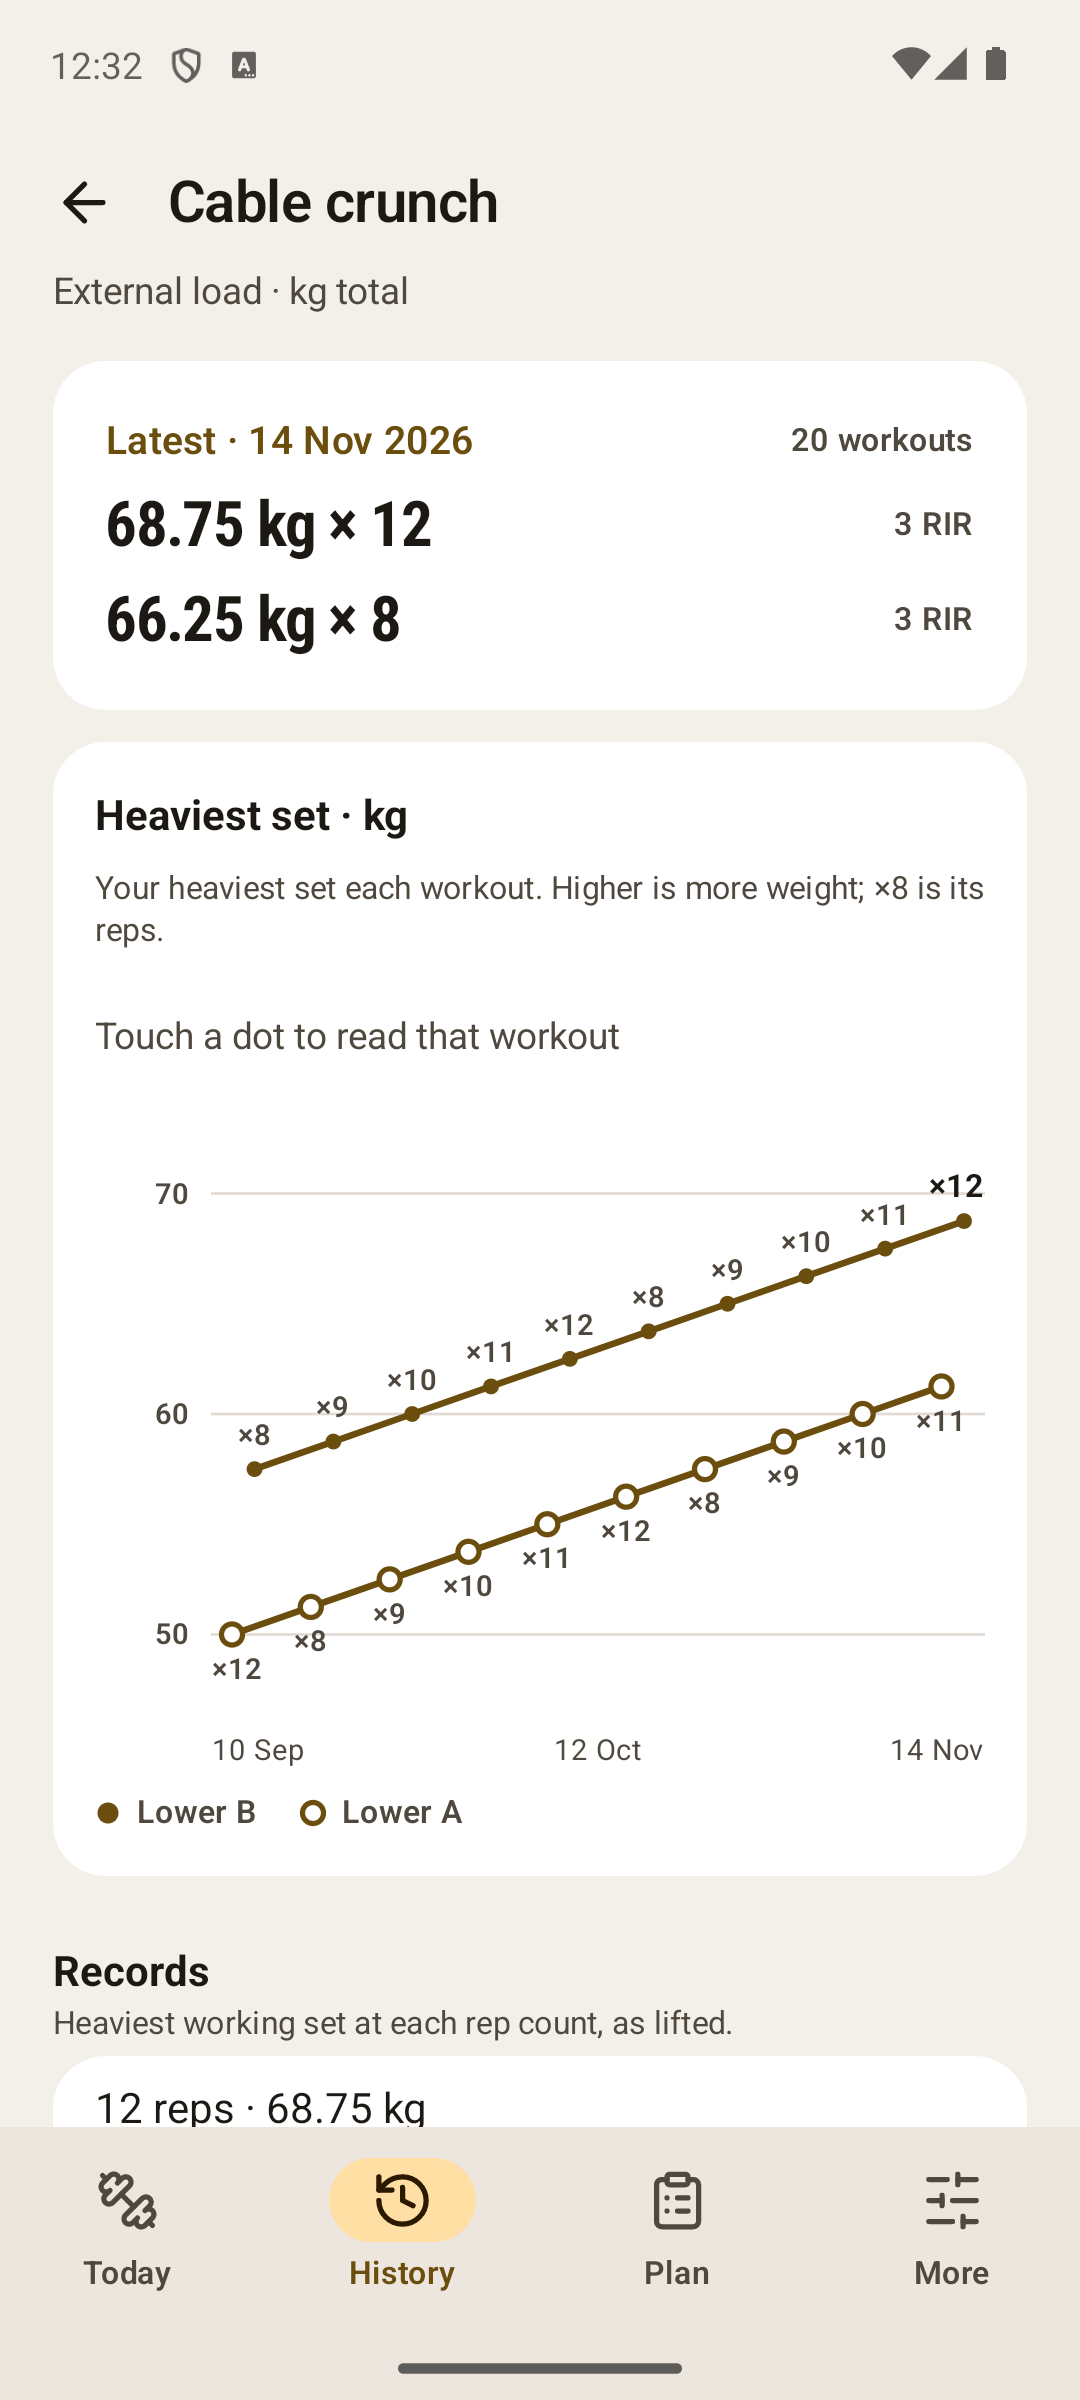 12:32
Cable crunch
External load · kg total
Latest · 14 Nov 2026
20 workouts
68.75 kg × 12
3 RIR
66.25 kg × 8
3 RIR
Heaviest set · kg
Your heaviest set each workout. Higher is more weight; ×8 is its
reps.
Touch a dot to read that workout
70
×8
×9
×10
×11
×12
×8
×9
×10
×11
×12
60
50
×12
×8
×9
×10
×11
×12
×8
×9
×10
×11
10 Sep
12 Oct
14 Nov
Lower B
Lower A
Records
Heaviest working set at each rep count, as lifted.
12 reps · 68.75 kg
Today
History
Plan
More